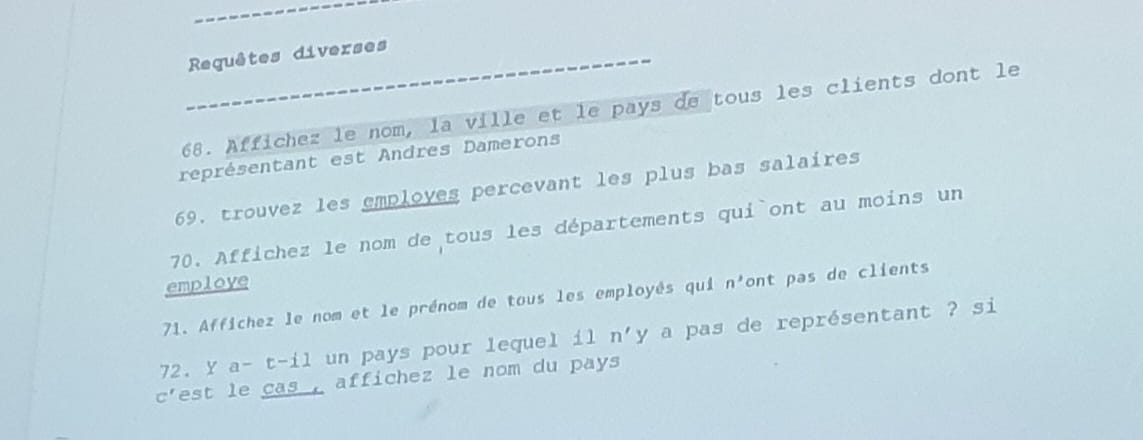 Requêtes diverses
68. Affichez le nom, la ville et le pays de tous les clients dont le
représentant est Andres Damerons
69. trouvez les employes percevant les plus bas salaires
70. Affichez le nom de tous les départements qui`ont au moins un
employe
71. Affichez le nom et le prénom de tous les employés qui n'ont pas de clients
72. Y a- t-il un pays pour lequel il n'y a pas de représentant ? si
c'est le cas , affichez le nom du pays